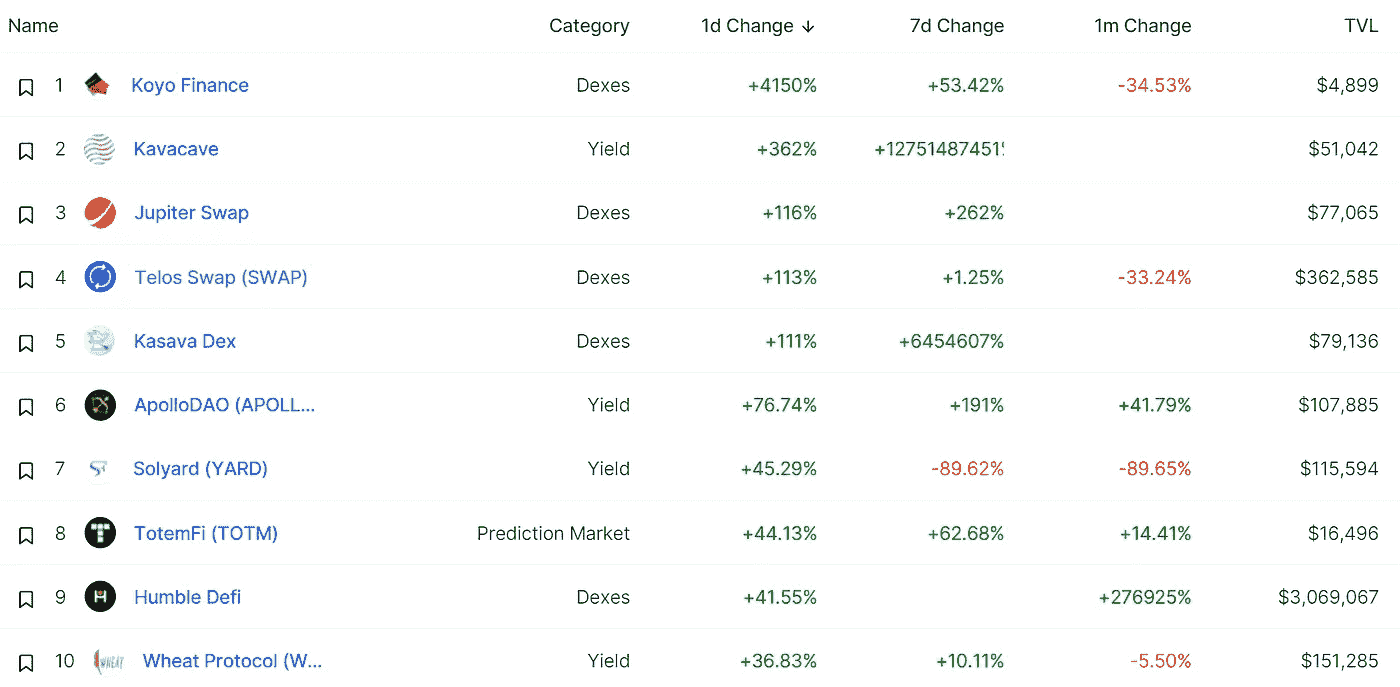 Name Category 1d Change ↓ 7d Change 1m Change TVL
1 Koyo Finance Dexes +4150% +53.42% -34.53% $4,899
2 Kavacave Yield +362% +12751487451 $51,042
3 Jupiter Swap Dexes +116% +262% $77,065
4 Telos Swap (SWAP) Dexes +113% +1.25% -33.24% $362,585
5 Kasava Dex Dexes +111% +6454607% $79,136
6 ApolloDAO (APOLL... Yield +76.74% +191% +41.79% $107,885
7 Solyard (YARD) Yield +45.29% -89.62% -89.65% $115,594
8 TotemFi (TOTM) Prediction Market +44.13% +62.68% +14.41% $16,496
9 Humble Defi Dexes +41.55% +276925% $3,069,067
10 WHEAT Wheat Protocol (W... Yield +36.83% +10.11% -5.50% $151,285